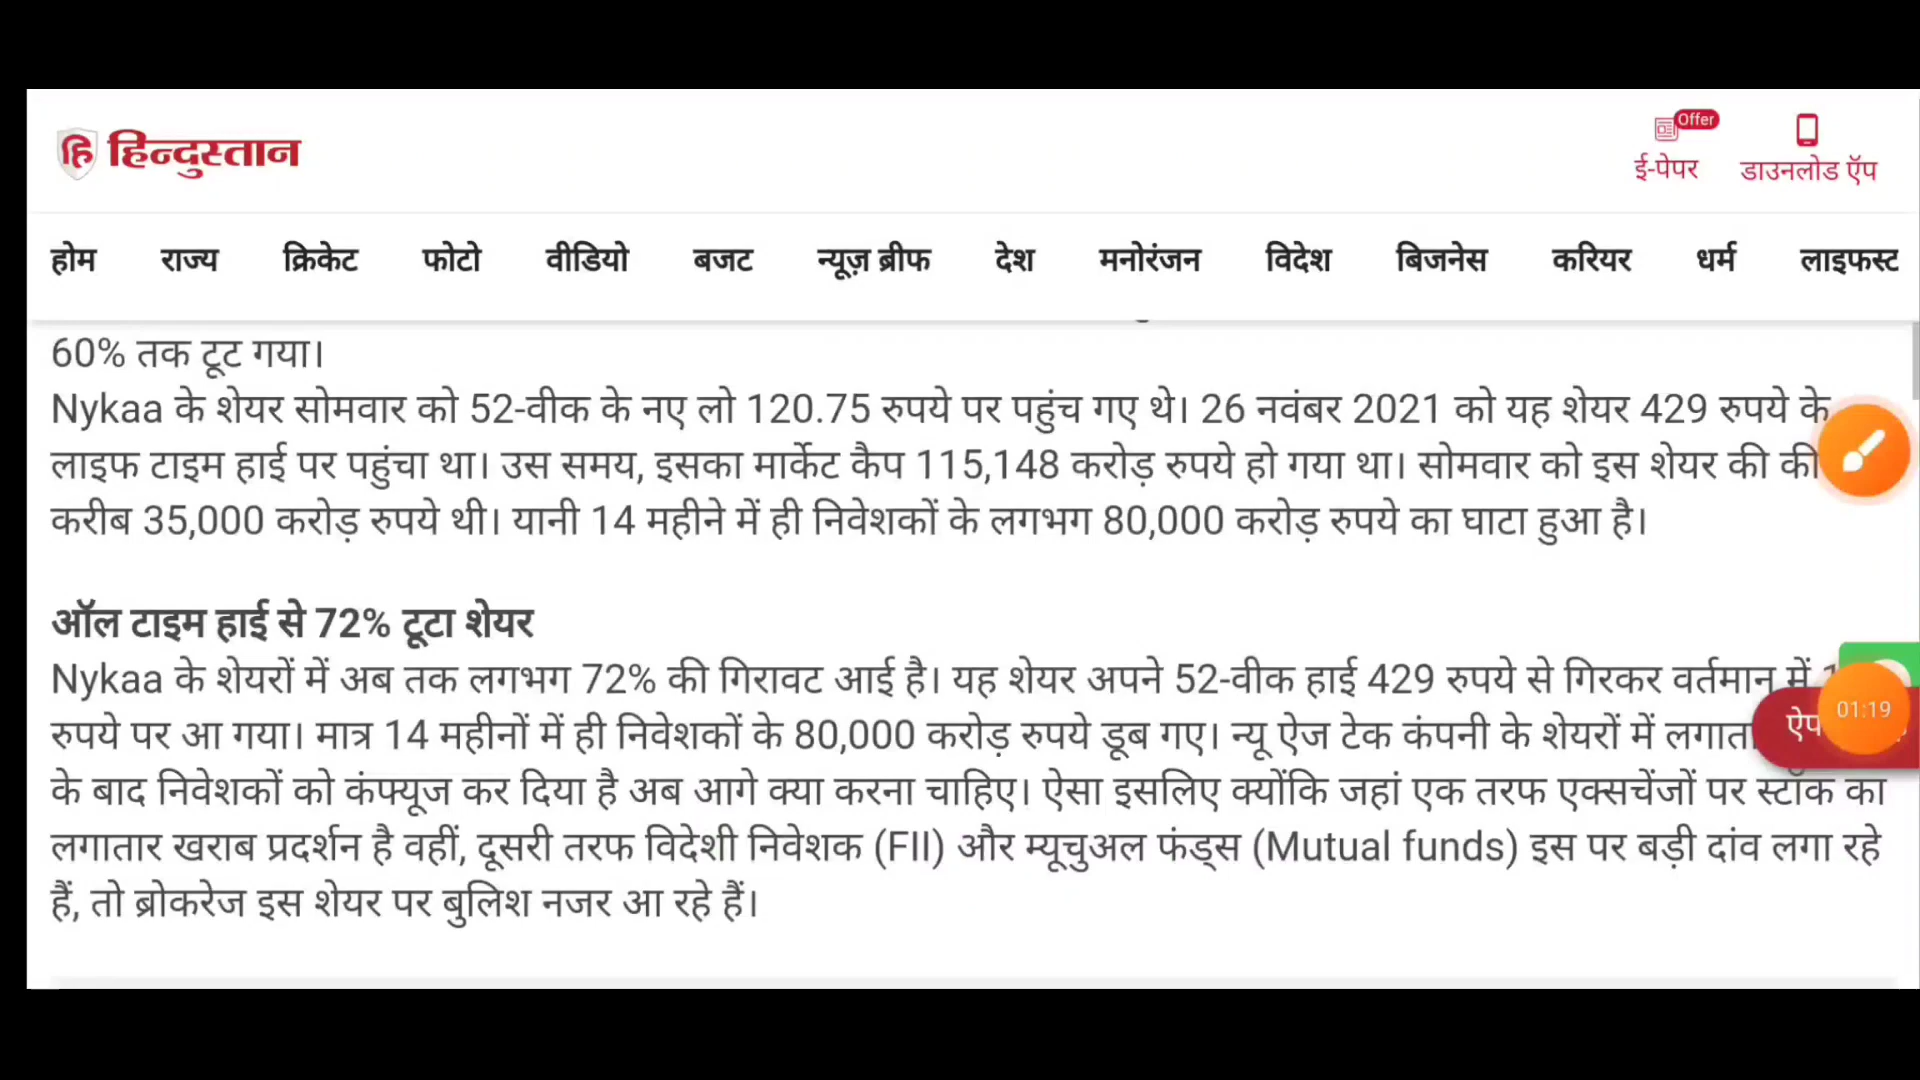 हि हिन्दुस्तान
Offer
ई-पेपर
डाउनलोड ऍप
होम राज्य क्रिकेट फोटो वीडियो बजट न्यूज़ ब्रीफ देश मनोरंजन विदेश बिजनेस करियर धर्म लाइफस्ट
60% तक टूट गया।
Nykaa के शेयर सोमवार को 52-वीक के नए लो 120.75 रुपये पर पहुंच गए थे। 26 नवंबर 2021 को यह शेयर 429 रुपये के
लाइफ टाइम हाई पर पहुंचा था। उस समय, इसका मार्केट कैप 115,148 करोड़ रुपये हो गया था। सोमवार को इस शेयर की
करीब 35,000 करोड़ रुपये थी। यानी 14 महीने में ही निवेशकों के लगभग 80,000 करोड़ रुपये का घाटा हुआ है।
ऑल टाइम हाई से 72% टूटा शेयर
Nykaa के शेयरों में अब तक लगभग 72% की गिरावट आई है। यह शेयर अपने 52-वीक हाई 429 रुपये से गिरकर वर्तमान में
रुपये पर आ गया। मात्र 14 महीनों में ही निवेशकों के 80,000 करोड़ रुपये डूब गए। न्यू ऐज टेक कंपनी के शेयरों में
01:19
के बाद निवेशकों को कंफ्यूज कर दिया है अब आगे क्या करना चाहिए। ऐसा इसलिए क्योंकि जहां एक तरफ एक्सचेंजों पर स्टॉक का
लगातार खराब प्रदर्शन है वहीं, दूसरी तरफ विदेशी निवेशक (FII) और म्यूचुअल फंड्स (Mutual funds) इस पर बड़ी दांव लगा रहे
हैं, तो ब्रोकरेज इस शेयर पर बुलिश नजर आ रहे हैं।